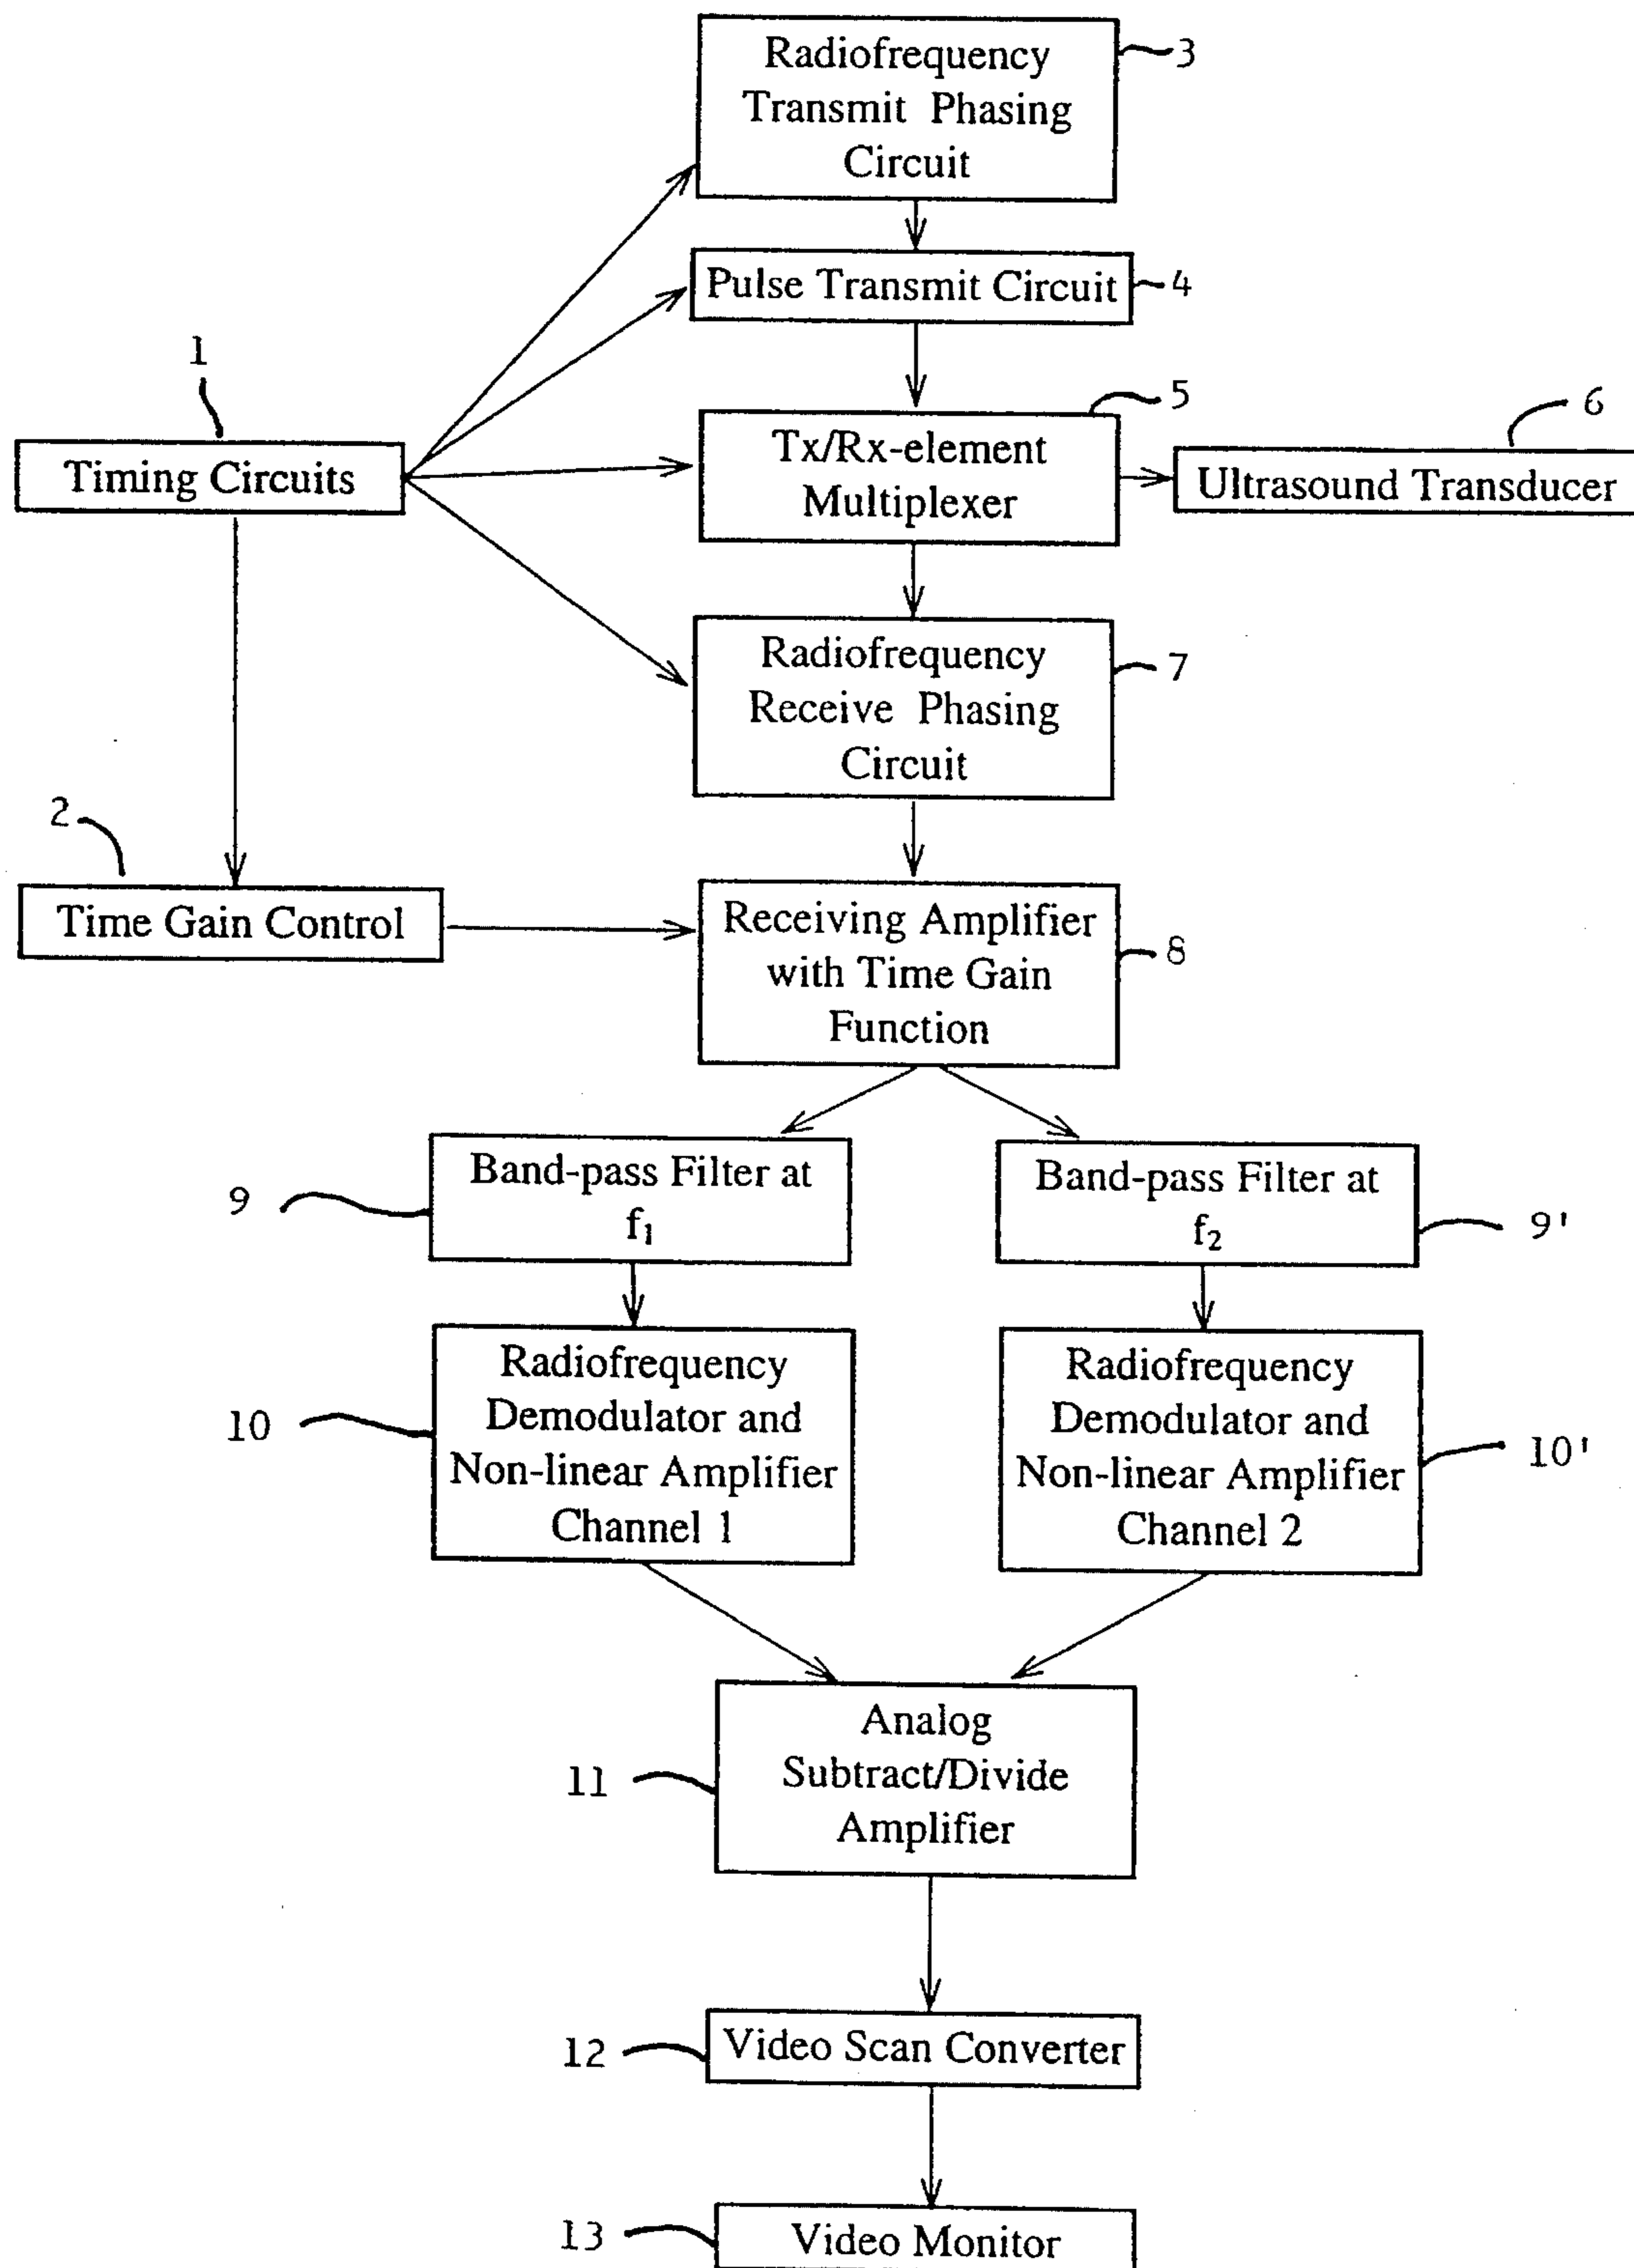 Radiofrequency
Transmit Phasing
Circuit
3
Pulse Transmit Circuit
4
1
Timing Circuits
5
Tx/Rx-element
Multiplexer
6
Ultrasound Transducer
Radiofrequency
Receive Phasing
Circuit
7
2
Time Gain Control
Receiving Amplifier
with Time Gain
Function
8
9
Band-pass Filter at
f₁
Band-pass Filter at
f₂
9'
10
Radiofrequency
Demodulator and
Non-linear Amplifier
Channel 1
Radiofrequency
Demodulator and
Non-linear Amplifier
Channel 2
10'
11
Analog
Subtract/Divide
Amplifier
12
Video Scan Converter
13
Video Monitor